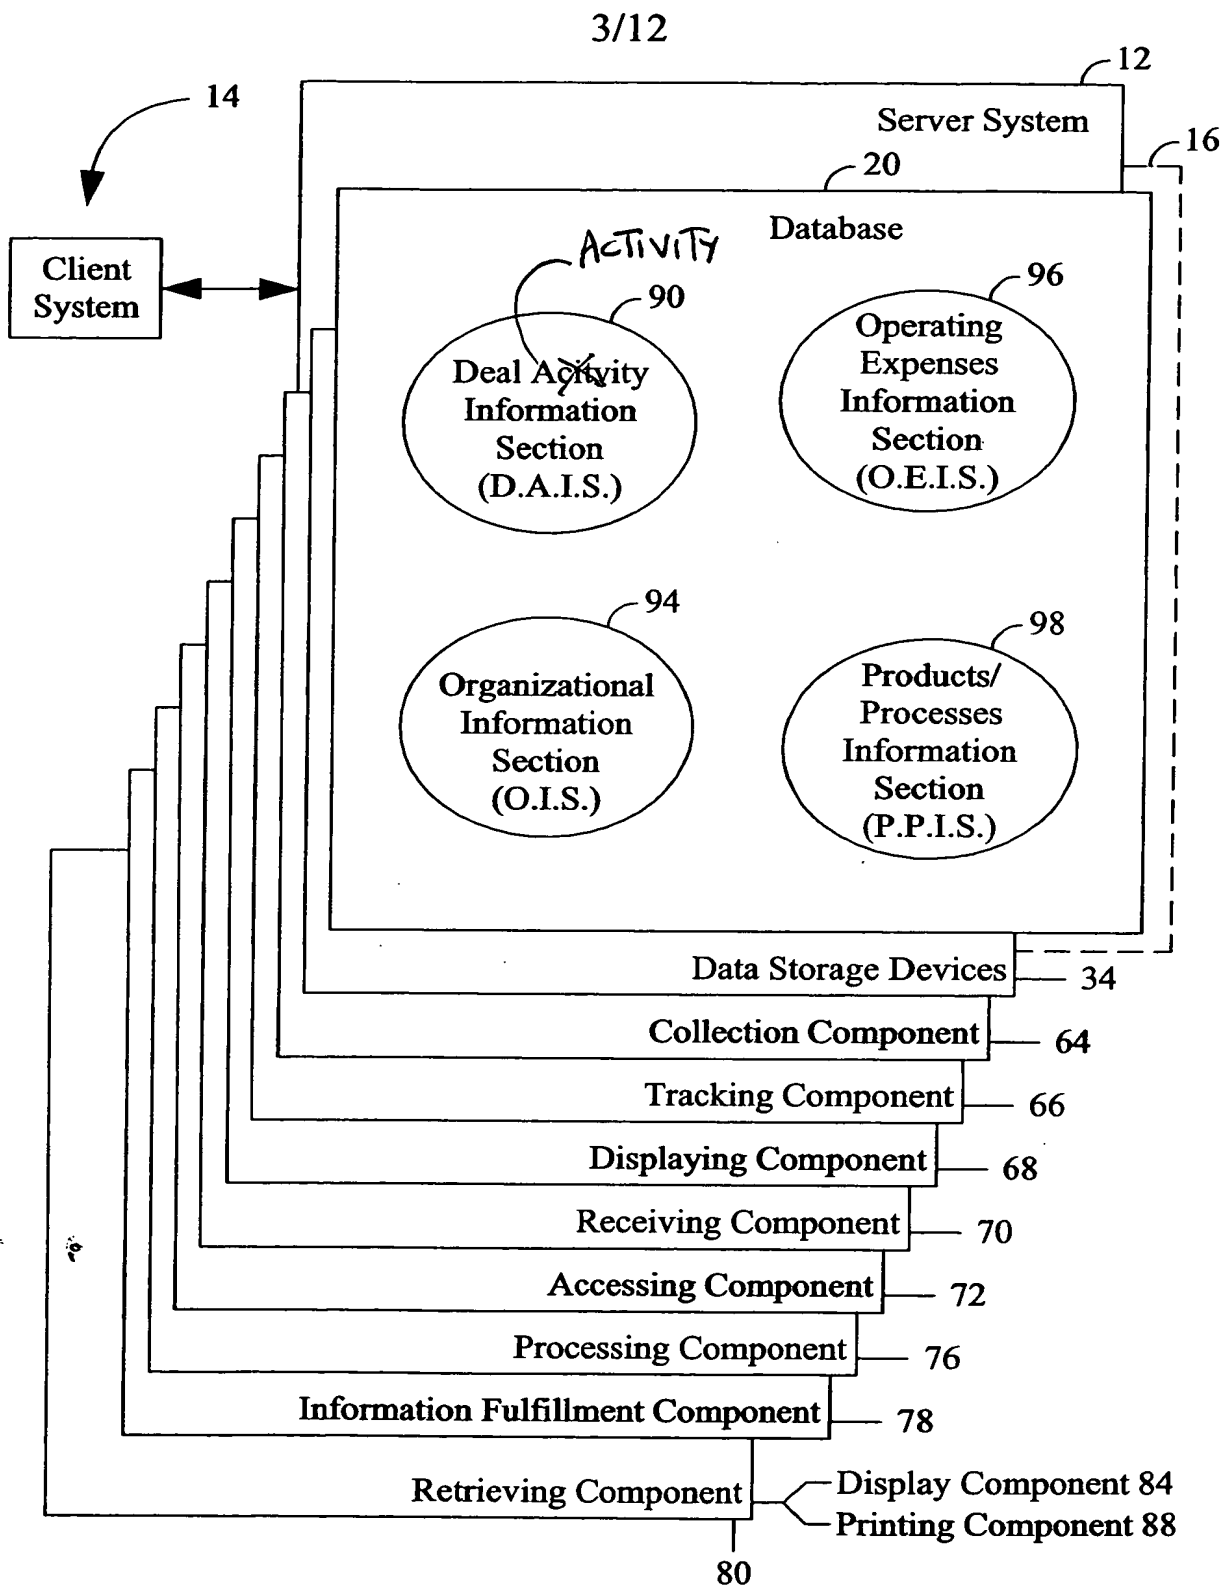 3/12
12
14
Server System
16
20
Database
ACTIVITY
Client
System
90
96
Deal Acitvity
Information
Section
(D.A.I.S.)
Operating
Expenses
Information
Section
(O.E.I.S.)
94
98
Organizational
Information
Section
(O.I.S.)
Products/
Processes
Information
Section
(P.P.I.S.)
Data Storage Devices
34
Collection Component
64
Tracking Component
66
Displaying Component
68
Receiving Component
70
Accessing Component
72
Processing Component
76
Information Fulfillment Component
78
Retrieving Component
Display Component 84
Printing Component 88
80